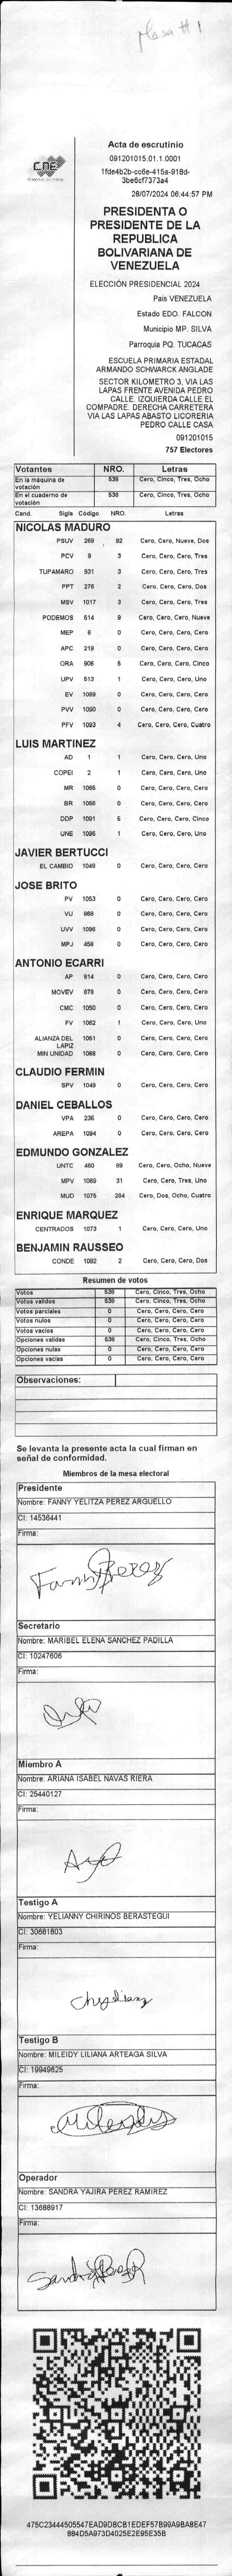 Mesa # 1
CNE
Acta de escrutinio
091201015.01.1.0001
1fde4b2b-cc6e-415a-918d-
3be6cf7373a4
28/07/2024 06:44:57 PM
PRESIDENTA O
PRESIDENTE DE LA
REPUBLICA
BOLIVARIANA DE
VENEZUELA
ELECCIÓN PRESIDENCIAL 2024
País VENEZUELA
Estado EDO. FALCON
Municipio MP. SILVA
Parroquia PQ. TUCACAS
ESCUELA PRIMARIA ESTADAL
ARMANDO SCHWARCK ANGLADE
SECTOR KILOMETRO 3. VIA LAS
LAPAS FRENTE AVENIDA PEDRO
CALLE. IZQUIERDA CALLE EL
COMPADRE. DERECHA CARRETERA
VIA LAS LAPAS ABASTO LICORERIA
PEDRO CALLE CASA
091201015
757 Electores
Votantes NRO. Letras
En la máquina de votación 538 Cero, Cinco, Tres, Ocho
En el cuaderno de votación 538 Cero, Cinco, Tres, Ocho
Cand. Sigla Código NRO. Letras
NICOLAS MADURO
PSUV 269 92 Cero, Cero, Nueve, Dos
PCV 9 3 Cero, Cero, Cero, Tres
TUPAMARO 931 3 Cero, Cero, Cero, Tres
PPT 276 2 Cero, Cero, Cero, Dos
MSV 1017 3 Cero, Cero, Cero, Tres
PODEMOS 514 9 Cero, Cero, Cero, Nueve
MEP 6 0 Cero, Cero, Cero, Cero
APC 219 0 Cero, Cero, Cero, Cero
ORA 906 5 Cero, Cero, Cero, Cinco
UPV 513 1 Cero, Cero, Cero, Uno
EV 1089 0 Cero, Cero, Cero, Cero
PVV 1090 0 Cero, Cero, Cero, Cero
PFV 1093 4 Cero, Cero, Cero, Cuatro
LUIS MARTINEZ
AD 1 1 Cero, Cero, Cero, Uno
COPEI 2 1 Cero, Cero, Cero, Uno
MR 1065 0 Cero, Cero, Cero, Cero
BR 1066 0 Cero, Cero, Cero, Cero
DDP 1091 5 Cero, Cero, Cero, Cinco
UNE 1095 1 Cero, Cero, Cero, Uno
JAVIER BERTUCCI
EL CAMBIO 1048 0 Cero, Cero, Cero, Cero
JOSE BRITO
PV 1053 0 Cero, Cero, Cero, Cero
VU 868 0 Cero, Cero, Cero, Cero
UVV 1096 0 Cero, Cero, Cero, Cero
MPJ 458 0 Cero, Cero, Cero, Cero
ANTONIO ECARRI
AP 814 0 Cero, Cero, Cero, Cero
MOVEV 879 0 Cero, Cero, Cero, Cero
CMC 1050 0 Cero, Cero, Cero, Cero
FV 1062 1 Cero, Cero, Cero, Uno
ALIANZA DEL LAPIZ 1051 0 Cero, Cero, Cero, Cero
MIN UNIDAD 1068 0 Cero, Cero, Cero, Cero
CLAUDIO FERMIN
SPV 1049 0 Cero, Cero, Cero, Cero
DANIEL CEBALLOS
VPA 236 0 Cero, Cero, Cero, Cero
AREPA 1094 0 Cero, Cero, Cero, Cero
EDMUNDO GONZALEZ
UNTC 460 89 Cero, Cero, Ocho, Nueve
MPV 1069 31 Cero, Cero, Tres, Uno
MUD 1075 284 Cero, Dos, Ocho, Cuatro
ENRIQUE MARQUEZ
CENTRADOS 1073 1 Cero, Cero, Cero, Uno
BENJAMIN RAUSSEO
CONDE 1092 2 Cero, Cero, Cero, Dos
Resumen de votos
Votos 538 Cero, Cinco, Tres, Ocho
Votos validos 538 Cero, Cinco, Tres, Ocho
Votos parciales 0 Cero, Cero, Cero, Cero
Votos nulos 0 Cero, Cero, Cero, Cero
Votos vacios 0 Cero, Cero, Cero, Cero
Opciones validas 538 Cero, Cinco, Tres, Ocho
Opciones nulas 0 Cero, Cero, Cero, Cero
Opciones vacías 0 Cero, Cero, Cero, Cero
Observaciones:
Se levanta la presente acta la cual firman en
señal de conformidad.
Miembros de la mesa electoral
Presidente
Nombre: FANNY YELITZA PEREZ ARGUELLO
CI: 14536441
Firma:
Fanny Perez
Secretario
Nombre: MARIBEL ELENA SANCHEZ PADILLA
CI: 10247606
Firma:
Miembro A
Nombre: ARIANA ISABEL NAVAS RIERA
CI: 25440127
Firma:
Testigo A
Nombre: YELIANNY CHIRINOS BERASTEGUI
CI: 30681803
Firma:
Testigo B
Nombre: MILEIDY LILIANA ARTEAGA SILVA
CI: 19949625
Firma:
Operador
Nombre: SANDRA YAJIRA PEREZ RAMIREZ
CI: 13688917
Firma:
475C23444505547EAD9DBCB1EDEF57B99A9BA8E47
884D5A973D4025E2E95E35B